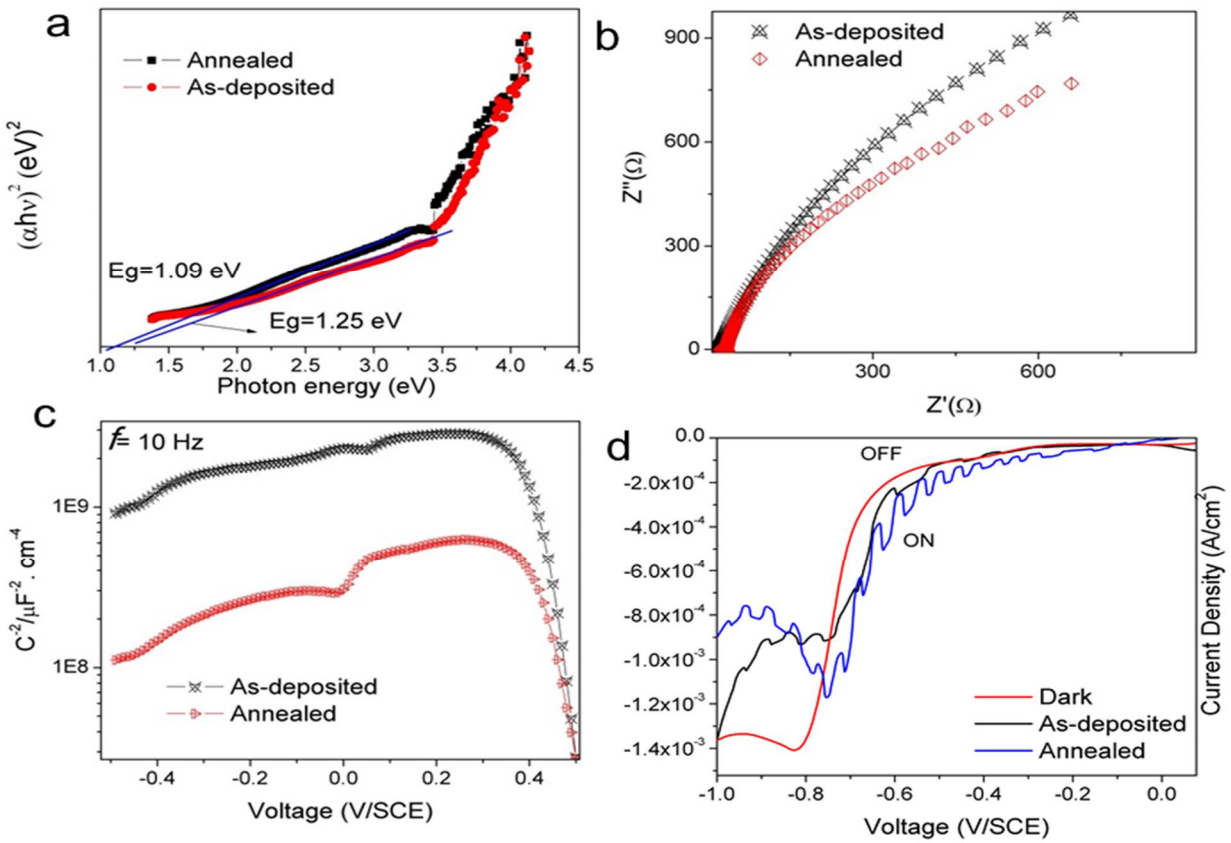 a
Annealed
As-deposited
(αhν)² (eV)²
Eg=1.09 eV
Eg=1.25 eV
1.0 1.5 2.0 2.5 3.0 3.5 4.0 4.5
Photon energy (eV)
b
As-deposited
Annealed
900
600
300
0
Z''(Ω)
300 600
Z'(Ω)
c
f= 10 Hz
1E9
1E8
C⁻²/μF⁻². cm⁻⁴
As-deposited
Annealed
-0.4 -0.2 0.0 0.2 0.4
Voltage (V/SCE)
d
0.0
-2.0x10⁻⁴
-4.0x10⁻⁴
-6.0x10⁻⁴
-8.0x10⁻⁴
-1.0x10⁻³
-1.2x10⁻³
-1.4x10⁻³
OFF
ON
Dark
As-deposited
Annealed
Current Density (A/cm²)
-1.0 -0.8 -0.6 -0.4 -0.2 0.0
Voltage (V/SCE)